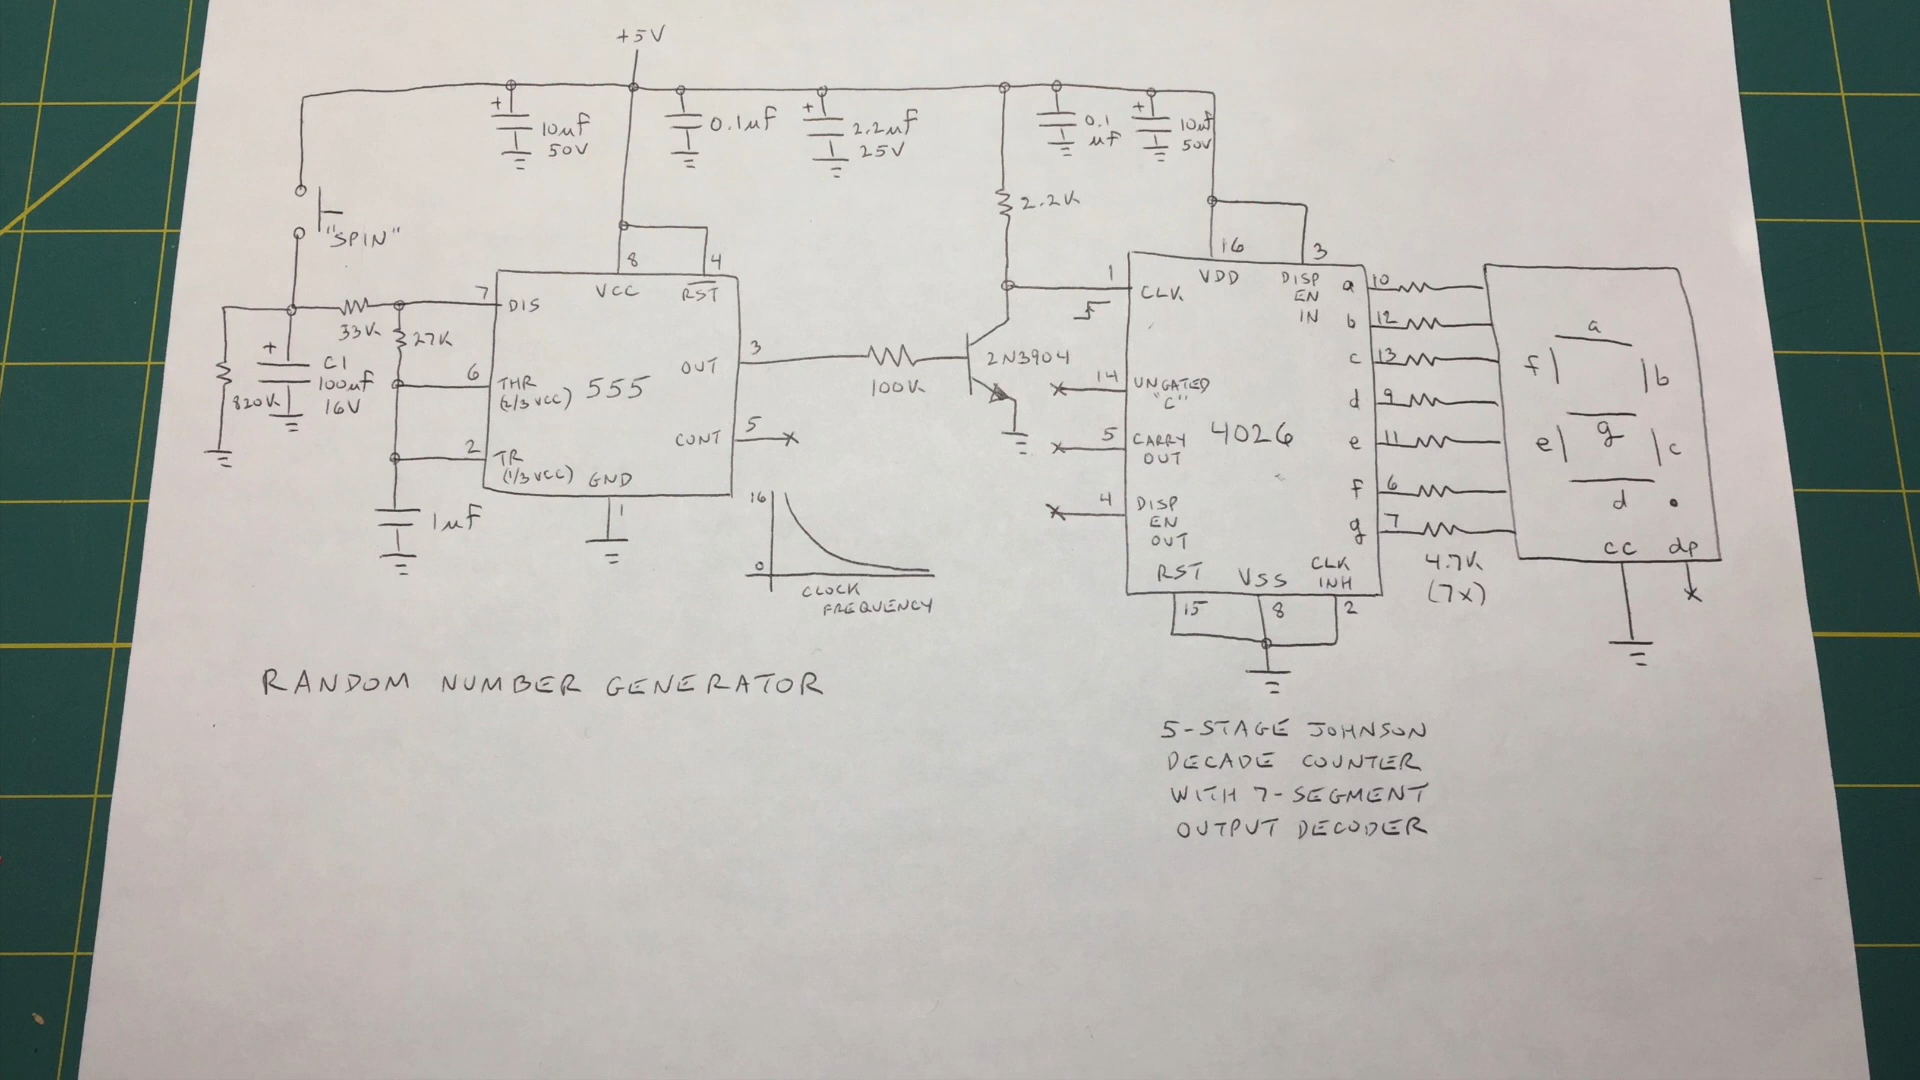 +5V
+
10uf
50V
0.1uf
+
2.2uf
25V
0.1
uf
+
10uf
50V
2.2K
"SPIN"
8
4
16
3
7
DIS
VCC
RST
1
CLK
VDD
DISP
EN
IN
a
10
b
12
c
13
d
9
e
11
f
6
g
7
33K
27K
+
C1
100uf
16V
820K
6
THR
(2/3 VCC)
555
OUT
3
100K
2N3904
14
UNGATED
"C"
5
CARRY
OUT
4026
4
DISP
EN
OUT
CONT
5
2
TR
(1/3 VCC)
GND
1
1uF
16
0
CLOCK
FREQUENCY
RST
VSS
CLK
INH
15
8
2
4.7K
(7x)
a
f
b
g
e
c
d
CC
dp
RANDOM NUMBER GENERATOR
5-STAGE JOHNSON
DECADE COUNTER
WITH 7-SEGMENT
OUTPUT DECODER